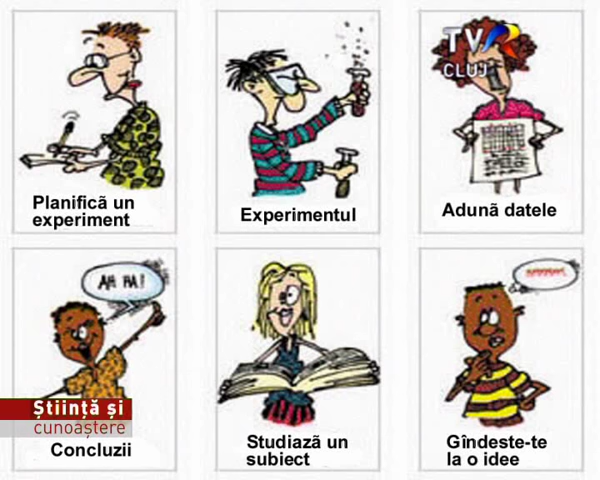 TVR
CLUJ
Planifică un
experiment
Experimentul
Adună datele
AH HA!
Știință și
cunoaștere
Concluzii
Studiază un
subiect
Gîndeste-te
la o idee